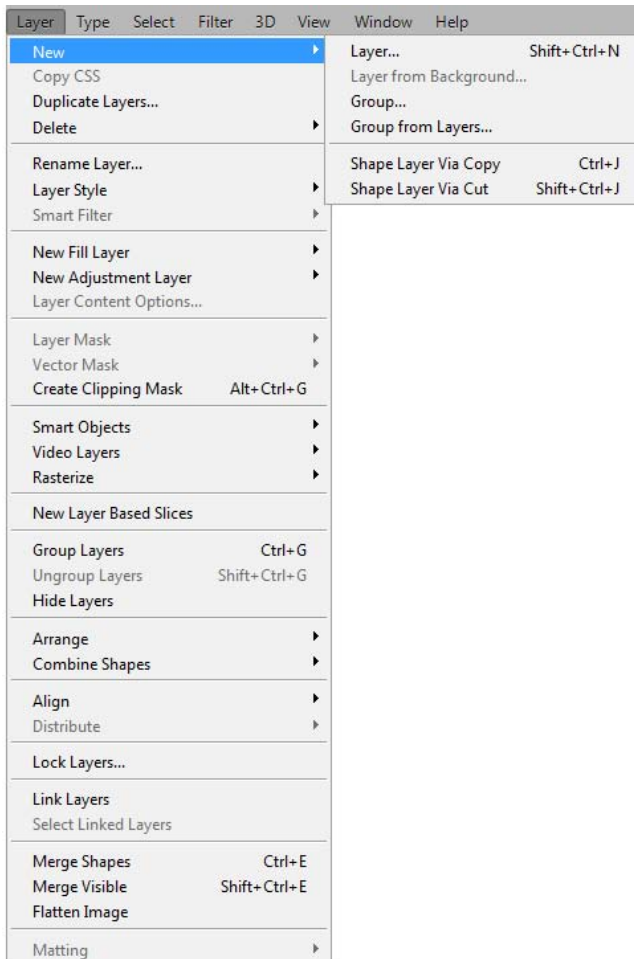 Layer Type Select Filter 3D View Window Help
New
Copy CSS
Duplicate Layers...
Delete
Rename Layer...
Layer Style
Smart Filter
New Fill Layer
New Adjustment Layer
Layer Content Options...
Layer Mask
Vector Mask
Create Clipping Mask Alt+Ctrl+G
Smart Objects
Video Layers
Rasterize
New Layer Based Slices
Group Layers Ctrl+G
Ungroup Layers Shift+Ctrl+G
Hide Layers
Arrange
Combine Shapes
Align
Distribute
Lock Layers...
Link Layers
Select Linked Layers
Merge Shapes Ctrl+E
Merge Visible Shift+Ctrl+E
Flatten Image
Matting
Layer... Shift+Ctrl+N
Layer from Background...
Group...
Group from Layers...
Shape Layer Via Copy Ctrl+J
Shape Layer Via Cut Shift+Ctrl+J